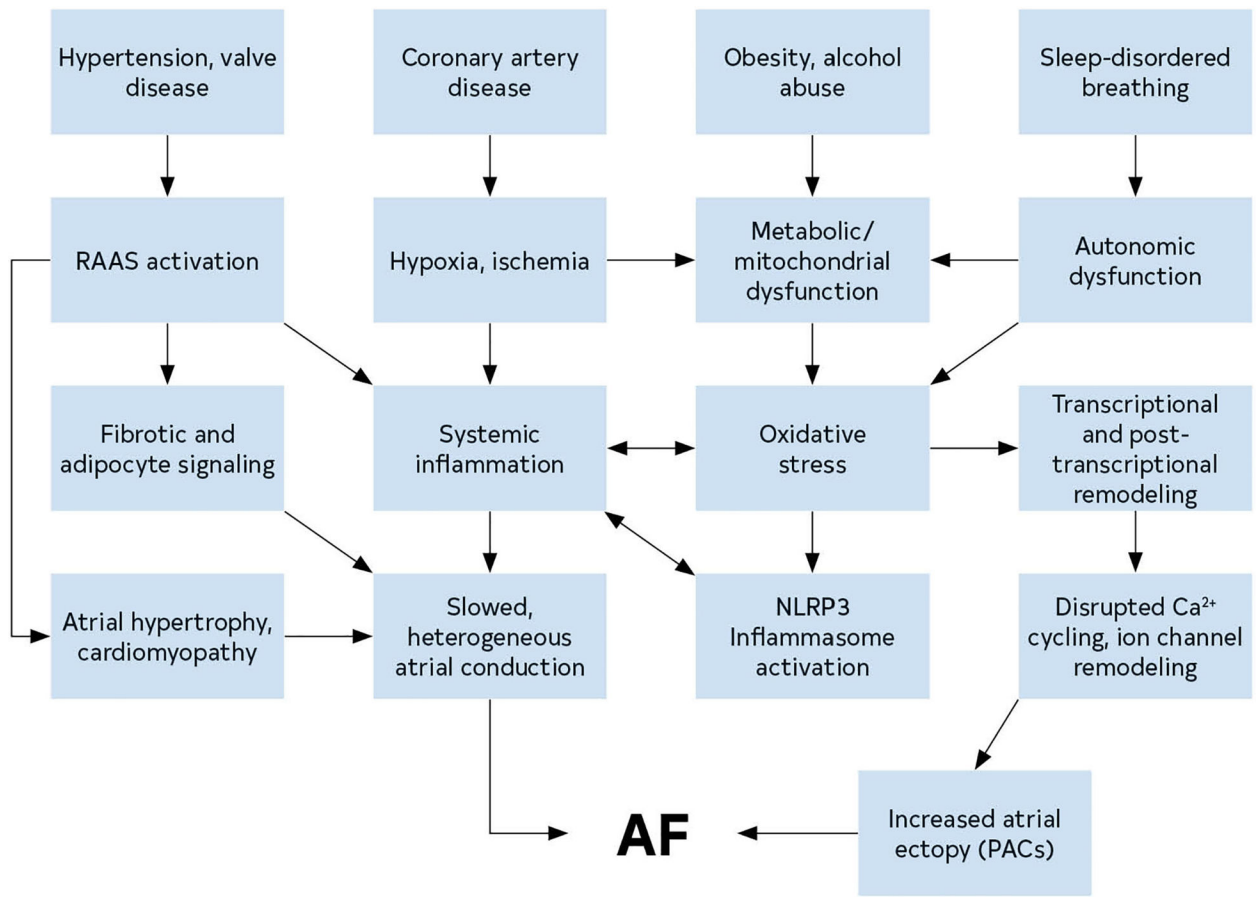 Hypertension, valve
disease
Coronary artery
disease
Obesity, alcohol
abuse
Sleep-disordered
breathing
RAAS activation
Hypoxia, ischemia
Metabolic/
mitochondrial
dysfunction
Autonomic
dysfunction
Fibrotic and
adipocyte signaling
Systemic
inflammation
Oxidative
stress
Transcriptional
and post-
transcriptional
remodeling
Atrial hypertrophy,
cardiomyopathy
Slowed,
heterogeneous
atrial conduction
NLRP3
Inflammasome
activation
Disrupted Ca²⁺
cycling, ion channel
remodeling
AF
Increased atrial
ectopy (PACs)